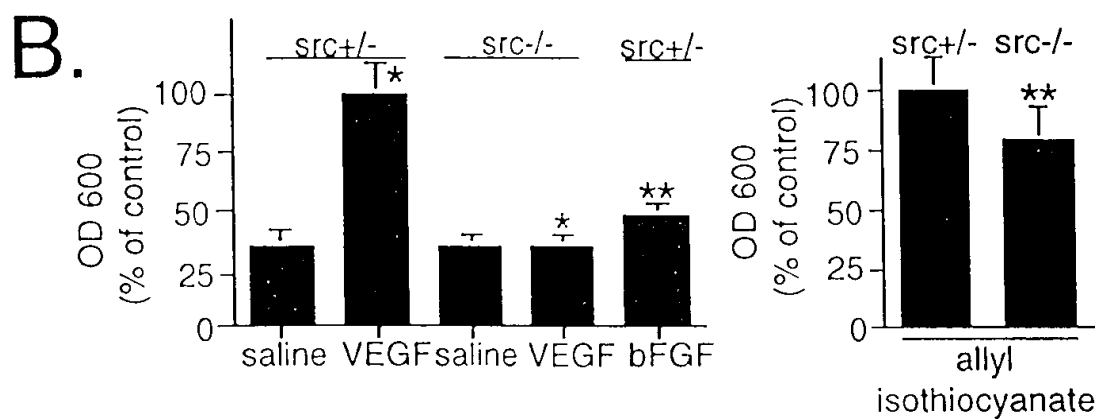 B.
OD 600
(% of control)
100
75
50
25
0
src+/- src-/- src+/-
*
*
**
saline VEGF saline VEGF bFGF
OD 600
(% of control)
100
75
50
25
0
src+/- src-/-
**
allyl
isothiocyanate